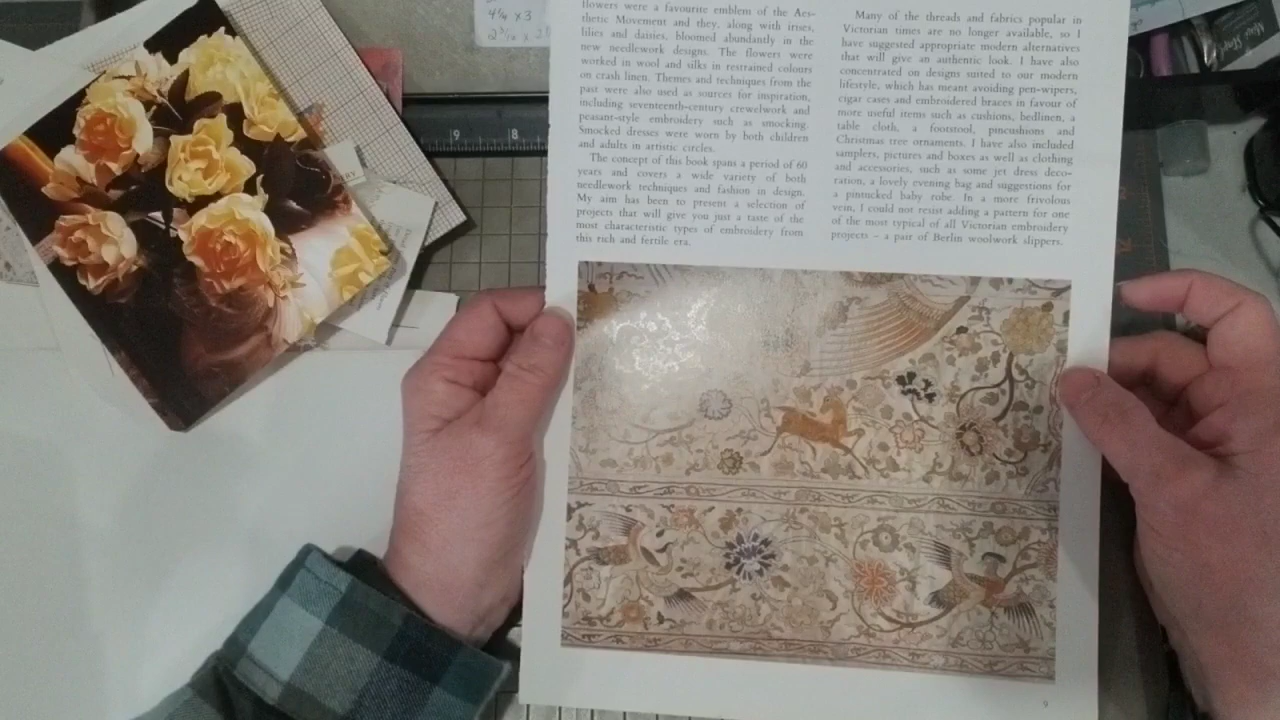 4 1/4 x 3
9 8
flowers were a favourite emblem of the Aes-
thetic Movement and they, along with irises,
lilies and daisies, bloomed abundantly in the
new needlework designs. The flowers were
worked in wool and silks in restrained colours
on crash linen. Themes and techniques from the
past were also used as sources for inspiration,
including seventeenth-century crewelwork and
peasant-style embroidery such as smocking.
Smocked dresses were worn by both children
and adults in artistic circles.
The concept of this book spans a period of 60
years and covers a wide variety of both
needlework techniques and fashion in design.
My aim has been to present a selection of
projects that will give you just a taste of the
most characteristic types of embroidery from
this rich and fertile era.
Many of the threads and fabrics popular in
Victorian times are no longer available, so I
have suggested appropriate modern alternatives
that will give an authentic look. I have also
concentrated on designs suited to our modern
lifestyle, which has meant avoiding pen-wipers,
cigar cases and embroidered braces in favour of
more useful items such as cushions, bedlinen, a
table cloth, a footstool, pincushions and
Christmas tree ornaments. I have also included
samplers, pictures and boxes as well as clothing
and accessories, such as some jet dress deco-
ration, a lovely evening bag and suggestions for
a pintucked baby robe. In a more frivolous
vein, I could not resist adding a pattern for one
of the most typical of all Victorian embroidery
projects – a pair of Berlin woolwork slippers.
9